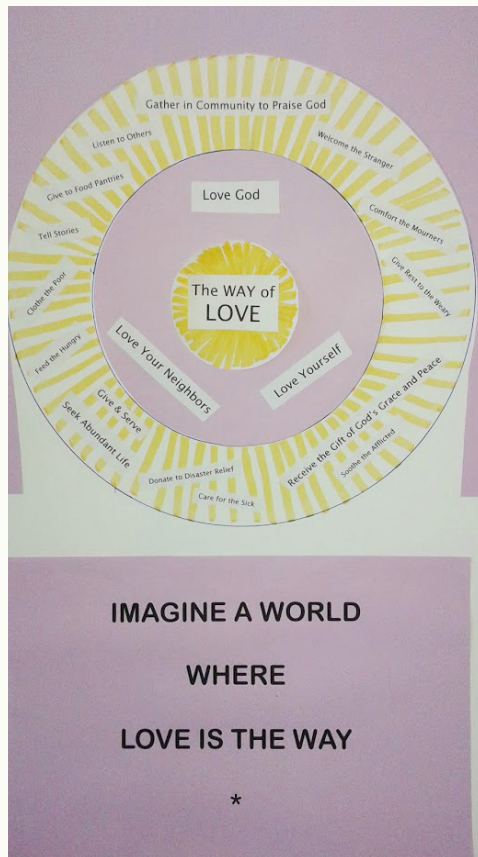 Gather in Community to Praise God
Listen to Others
Welcome the Stranger
Give to Food Pantries
Comfort the Mourners
Tell Stories
Give Rest to the Weary
Clothe the Poor
Feed the Hungry
Love God
The WAY of
LOVE
Love Your Neighbors
Love Yourself
Give & Serve
Seek Abundant Life
Receive the Gift of God's Grace and Peace
Soothe the Afflicted
Donate to Disaster Relief
Care for the Sick
IMAGINE A WORLD
WHERE
LOVE IS THE WAY
*